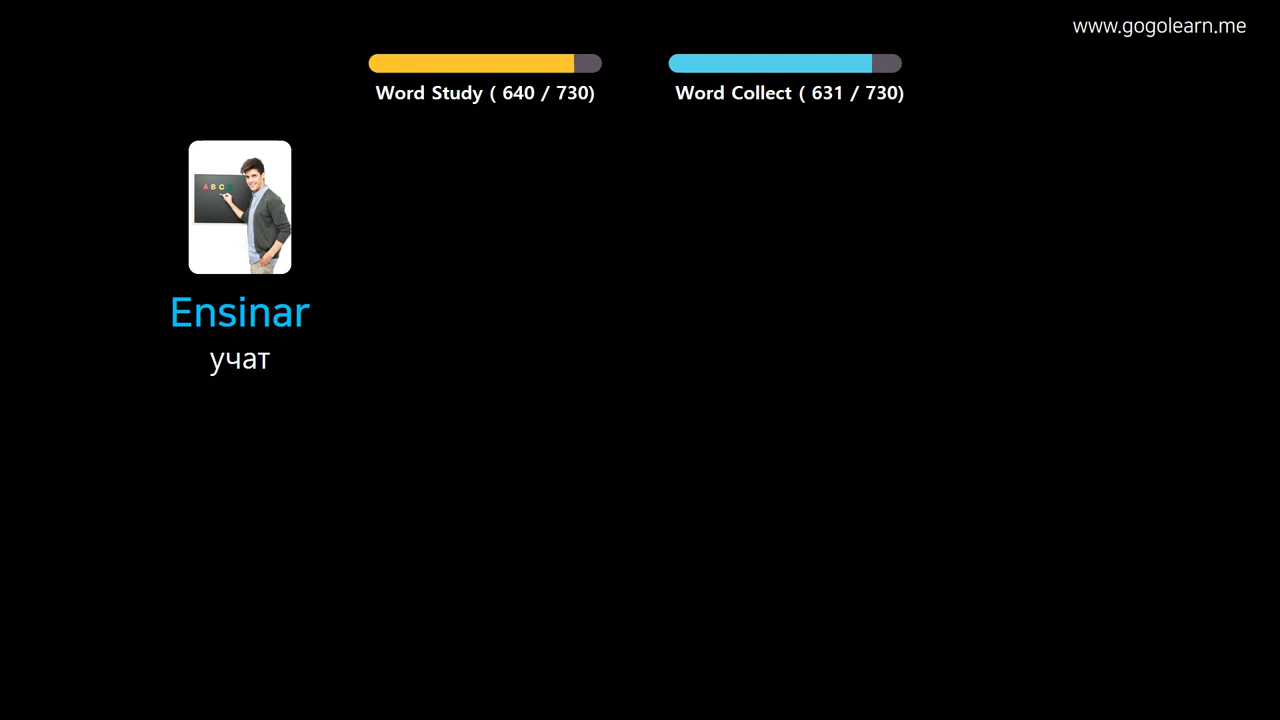 www.gogolearn.me
Word Study ( 640 / 730)
Word Collect ( 631 / 730)
A B C
Ensinar
учат